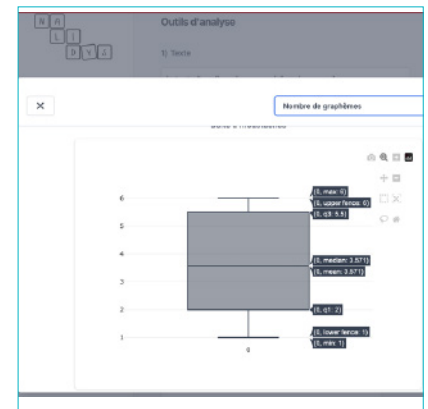 N A
L I
D Y S
Outils d'analyse
1) Texte
×
Nombre de graphèmes
6
5
4
3
2
1
0
(0, max: 6)
(0, upper fence: 6)
(0, q3: 5.5)
(0, median: 3.571)
(0, mean: 3.571)
(0, q1: 2)
(0, lower fence: 1)
(0, min: 1)